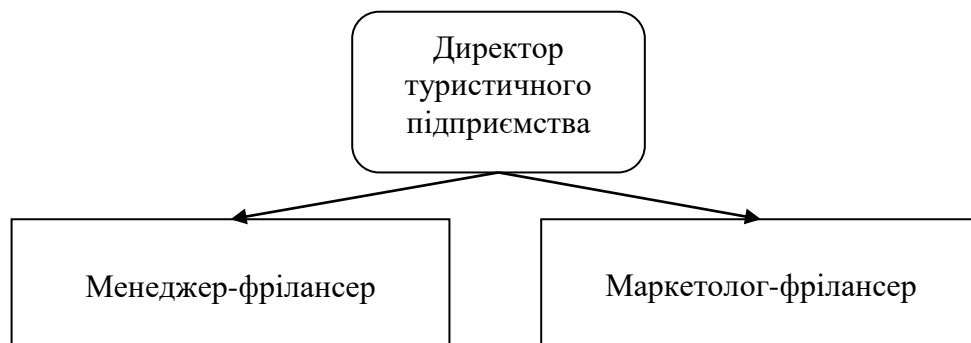 Директор
туристичного
підприємства
Менеджер-фрілансер
Маркетолог-фрілансер